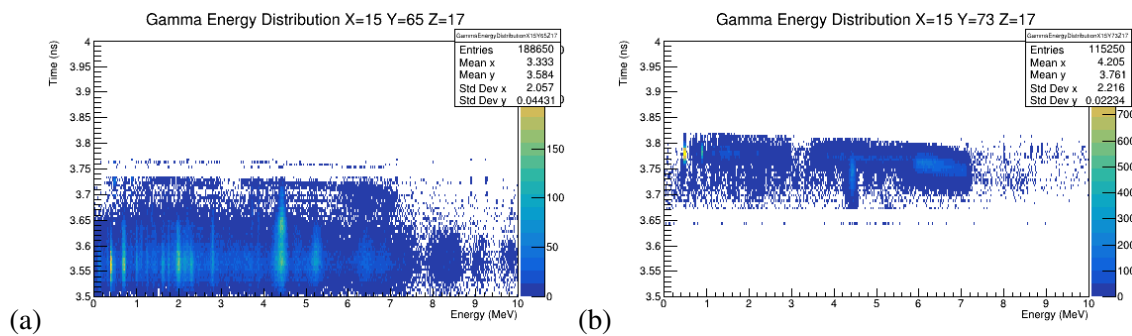 Gamma Energy Distribution X=15 Y=65 Z=17
GammaEnergyDistributionX15Y65Z17
Entries 188650
Mean x 3.333
Mean y 3.584
Std Dev x 2.057
Std Dev y 0.04431
Time (ns)
4
3.95
3.9
3.85
3.8
3.75
3.7
3.65
3.6
3.55
3.5
0 1 2 3 4 5 6 7 8 9 10
Energy (MeV)
150
100
50
0
(a)
Gamma Energy Distribution X=15 Y=73 Z=17
GammaEnergyDistributionX15Y73Z17
Entries 115250
Mean x 4.205
Mean y 3.761
Std Dev x 2.216
Std Dev y 0.02234
Time (ns)
4
3.95
3.9
3.85
3.8
3.75
3.7
3.65
3.6
3.55
3.5
0 1 2 3 4 5 6 7 8 9 10
Energy (MeV)
700
600
500
400
300
200
100
0
(b)